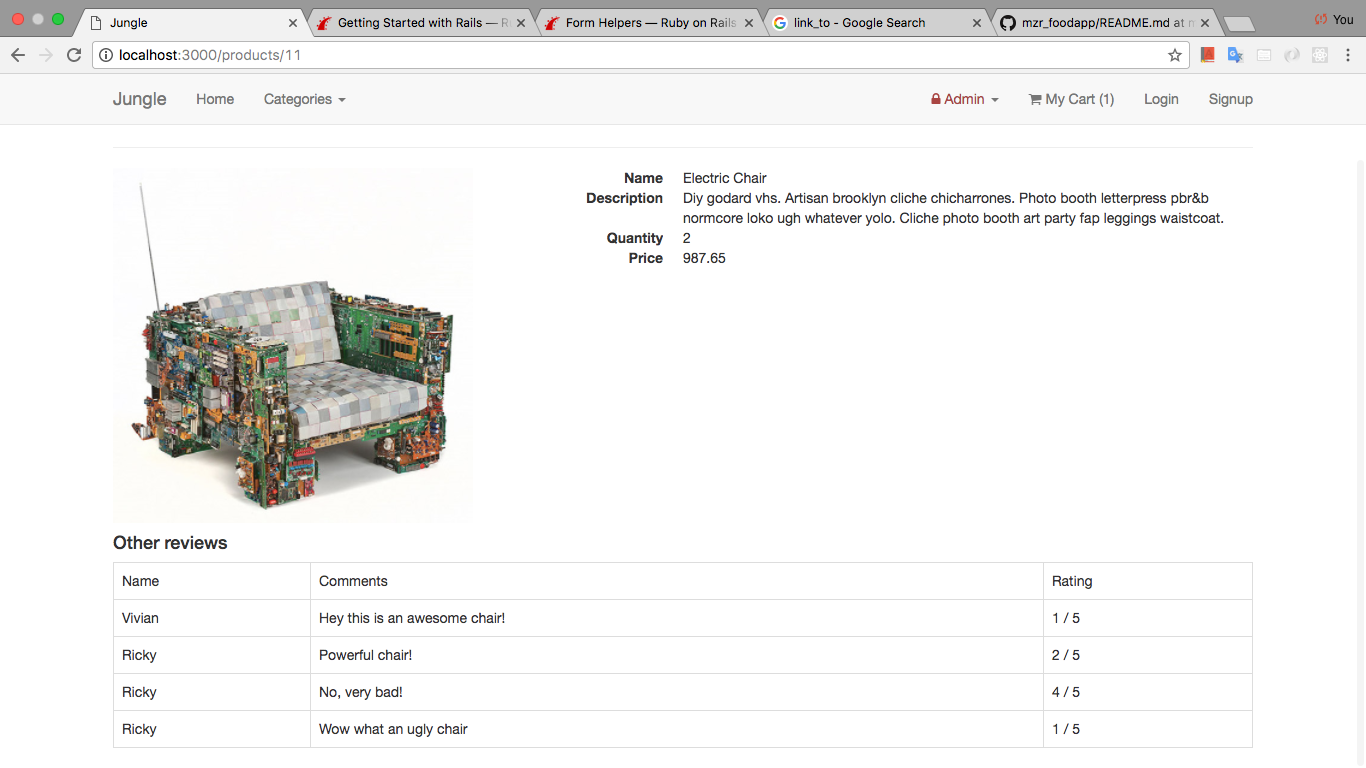 Jungle
Getting Started with Rails — R
Form Helpers — Ruby on Rails
link_to - Google Search
mzr_foodapp/README.md at m
You
localhost:3000/products/11
Jungle Home Categories Admin My Cart (1) Login Signup
Name Electric Chair
Description Diy godard vhs. Artisan brooklyn cliche chicharrones. Photo booth letterpress pbr&b
normcore loko ugh whatever yolo. Cliche photo booth art party fap leggings waistcoat.
Quantity 2
Price 987.65
Other reviews
Name Comments Rating
Vivian Hey this is an awesome chair! 1 / 5
Ricky Powerful chair! 2 / 5
Ricky No, very bad! 4 / 5
Ricky Wow what an ugly chair 1 / 5